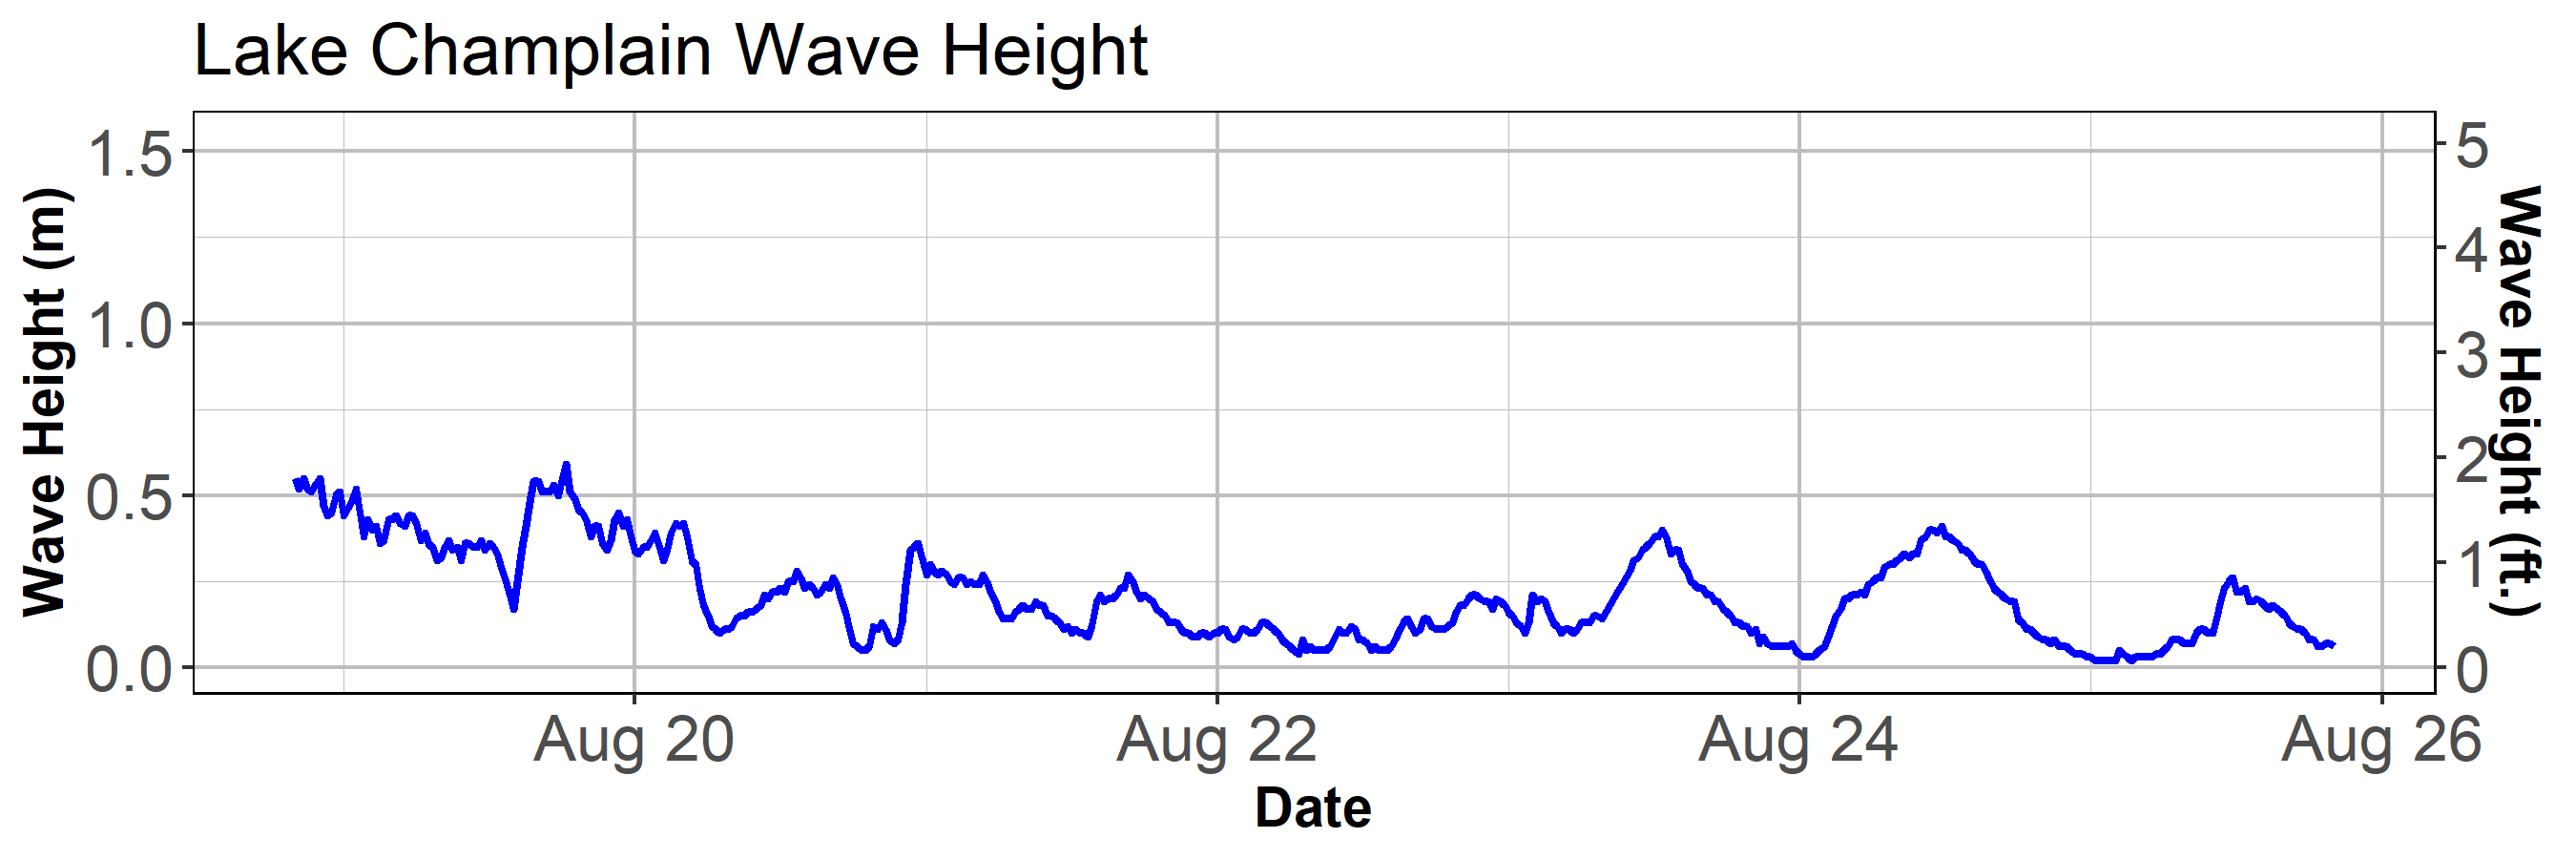 Lake Champlain Wave Height
Wave Height (m)
1.5
1.0
0.5
0.0
5
4
3
2
1
0
Wave Height (ft.)
Aug 20
Aug 22
Aug 24
Aug 26
Date